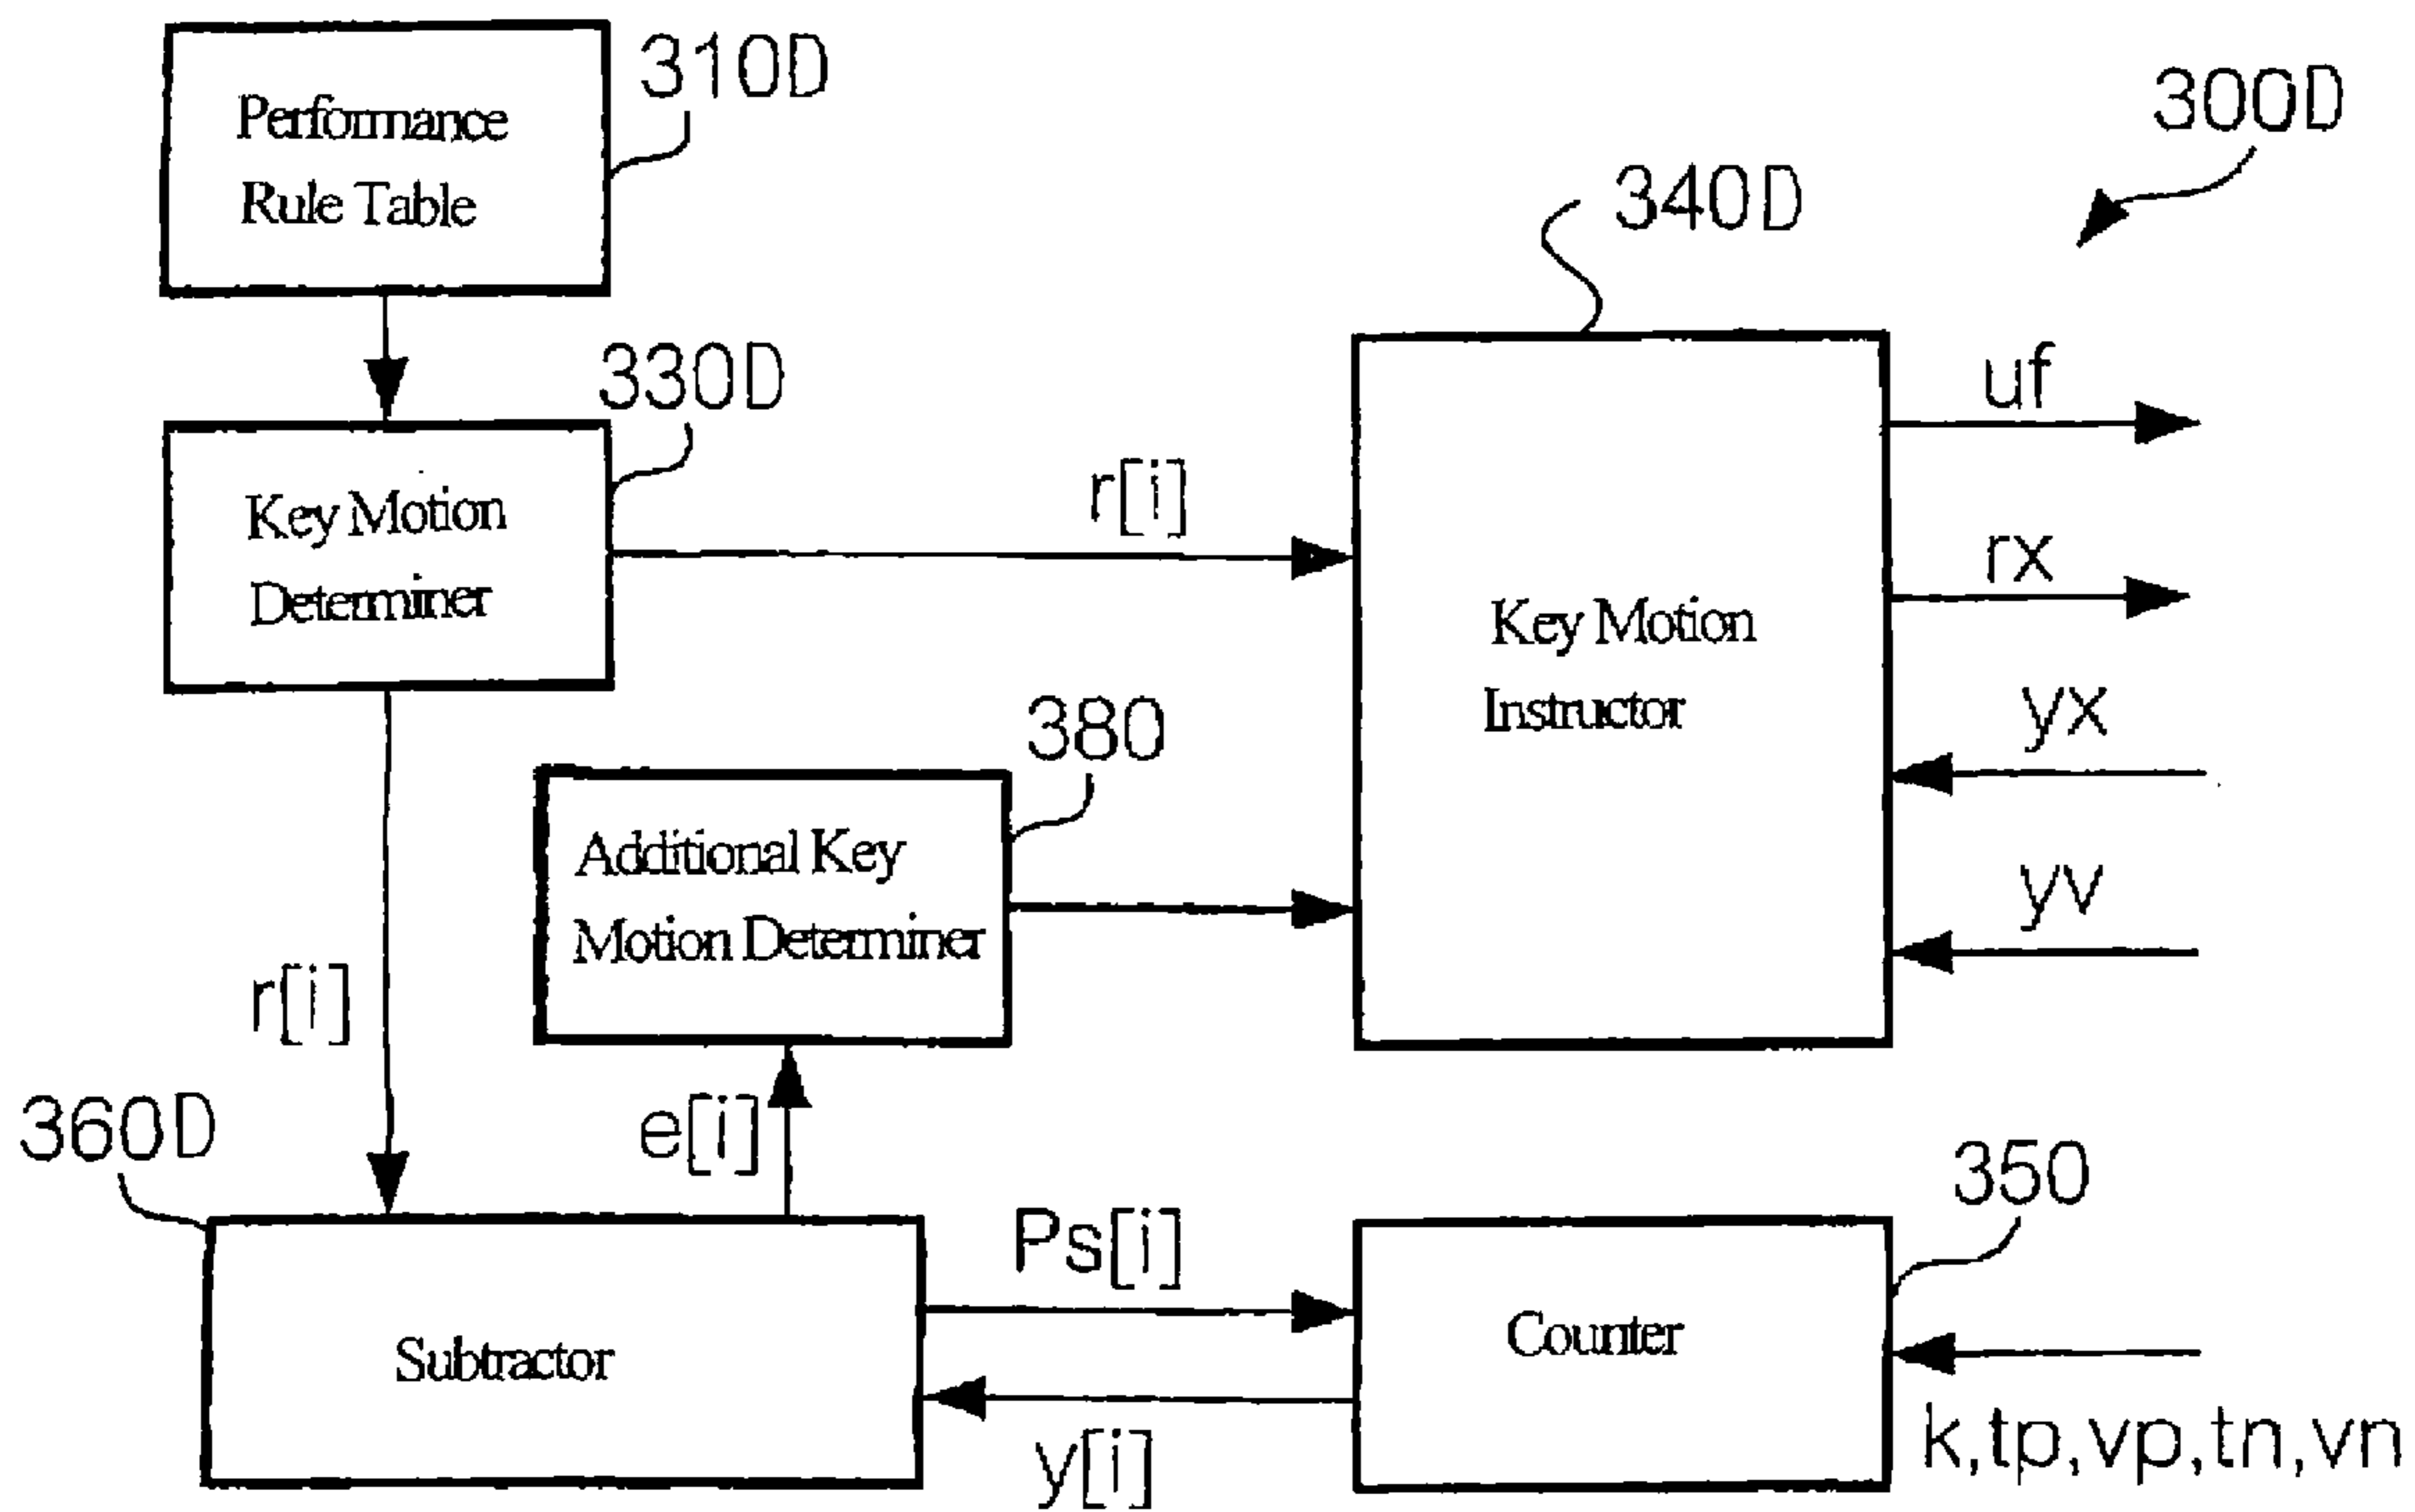 310D
Performance
Rule Table
300D
340D
330D
uf
Key Motion
Determiner
r[i]
rx
Key Motion
Instructor
380
yx
Additional Key
Motion Determiner
yv
r[i]
360D
e[i]
350
Ps[i]
Subtractor
Counter
y[i]
k,tp,vp,tn,vn